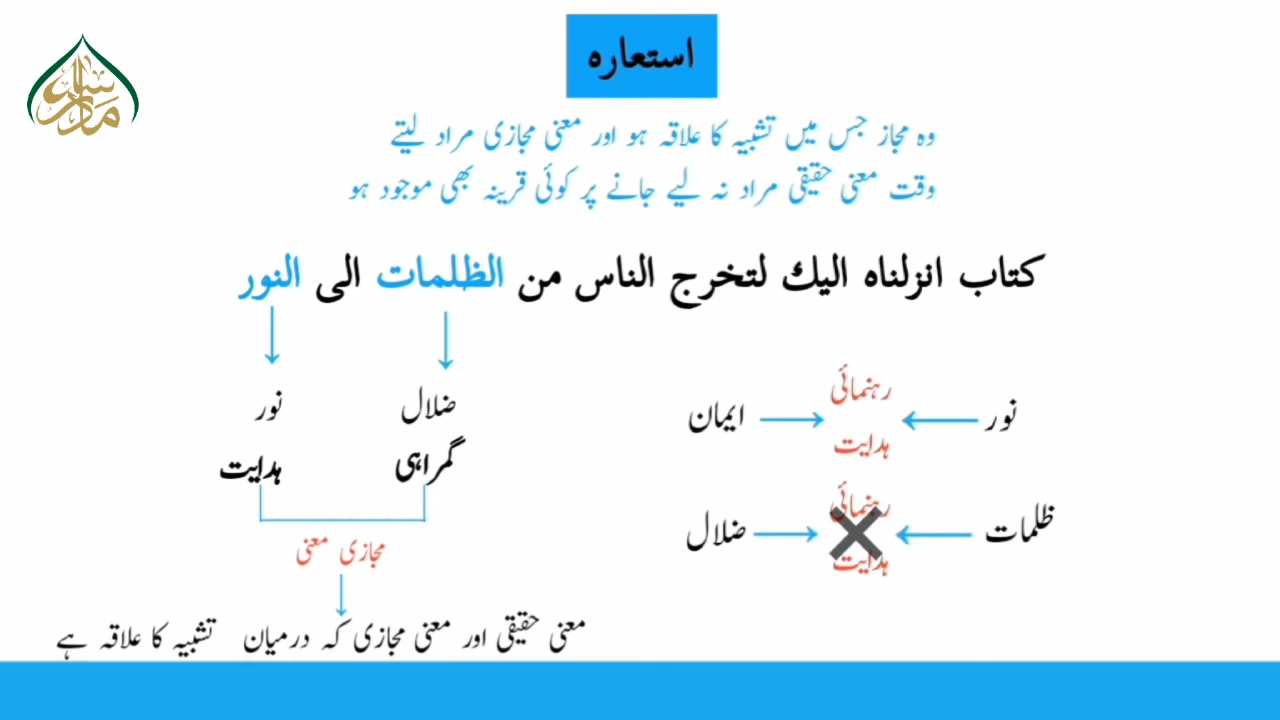 استعارہ
وہ مجاز جس میں تشبیہ کا علاقہ ہو اور معنی مجازی مراد لیتے
وقت معنی حقیقی مراد نہ لیے جانے پر کوئی قرینہ بھی موجود ہو
كتاب انزلناه اليك لتخرج الناس من الظلمات الى النور
ضلال نور
گمراہی ہدایت
مجازی معنی
معنی حقیقی اور معنی مجازی کہ درمیان تشبیہ کا علاقہ ہے
رہنمائی
نور ایمان
ہدایت
رہنمائی
ظلمات ضلال
ہدایت